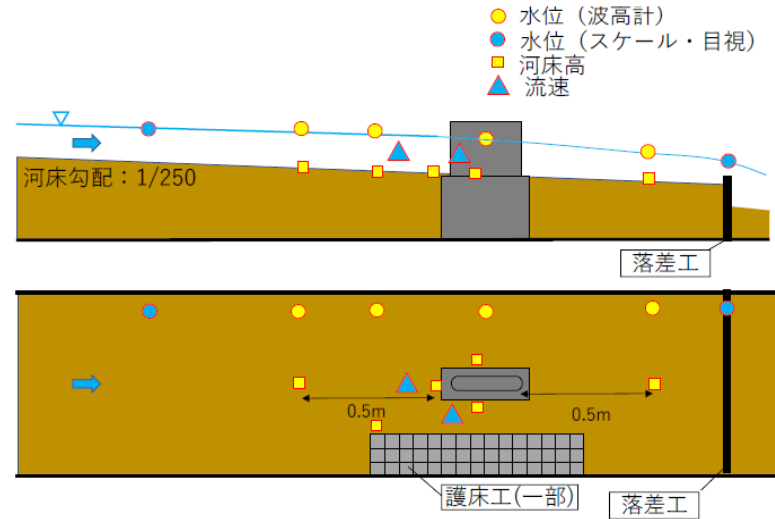 水位（波高計）
水位（スケール・目視）
河床高
流速
河床勾配：1/250
落差工
0.5m
0.5m
護床工(一部)
落差工